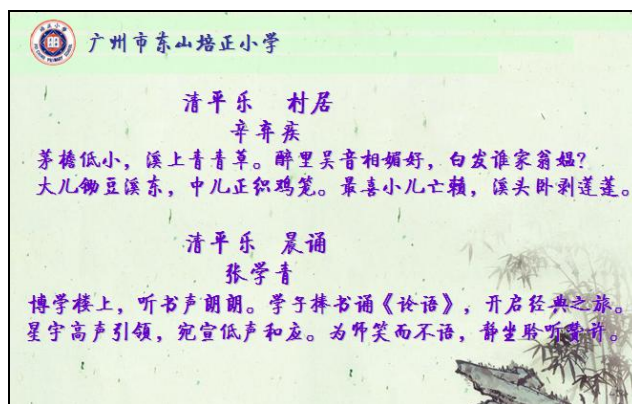 广州市东山培正小学
清平乐 村居
辛弃疾
茅檐低小，溪上青青草。醉里吴音相媚好，白发谁家翁媪？
大儿锄豆溪东，中儿正织鸡笼。最喜小儿亡赖，溪头卧剥莲蓬。
清平乐 晨诵
张学青
博学楼上，听书声朗朗。学子捧书诵《论语》，开启经典之旅。
星宇高声引领，宛宣低声和应。为师笑而不语，静坐聆听赞许。